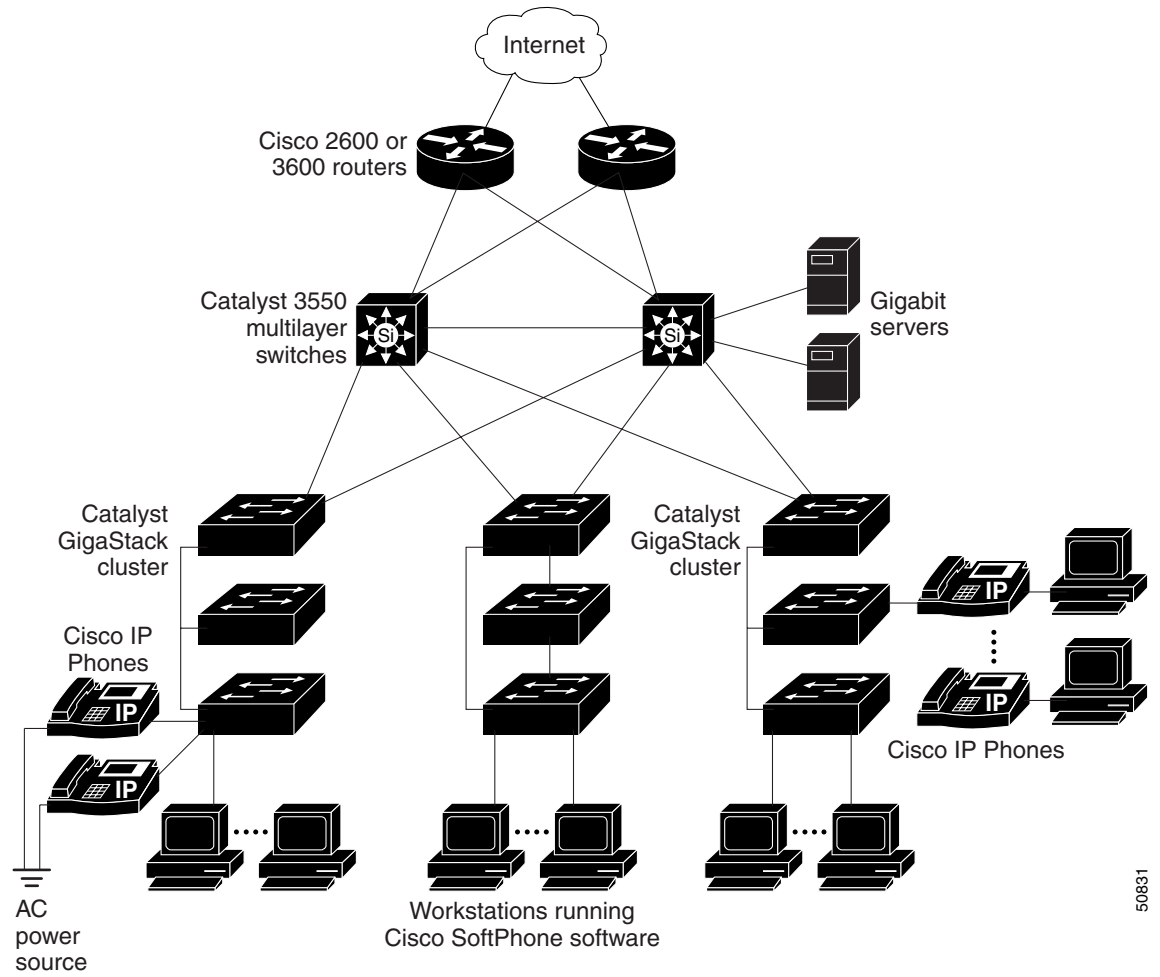 Internet
Cisco 2600 or
3600 routers
Catalyst 3550
multilayer
switches
Si
Si
Gigabit
servers
Catalyst
GigaStack
cluster
Catalyst
GigaStack
cluster
IP
Cisco IP
Phones
IP
IP
IP
Cisco IP Phones
Workstations running
Cisco SoftPhone software
AC
power
source
50831